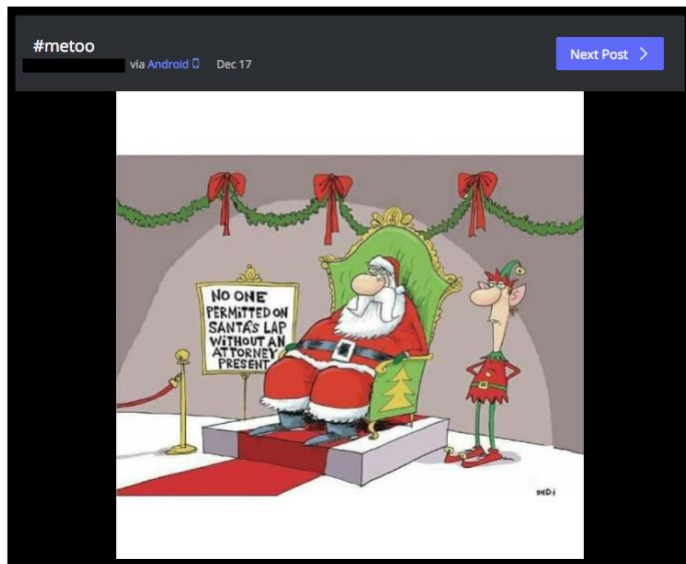 #metoo
via Android Dec 17
Next Post
NO ONE
PERMITTED ON
SANTA'S LAP
WITHOUT AN
ATTORNEY
PRESENT